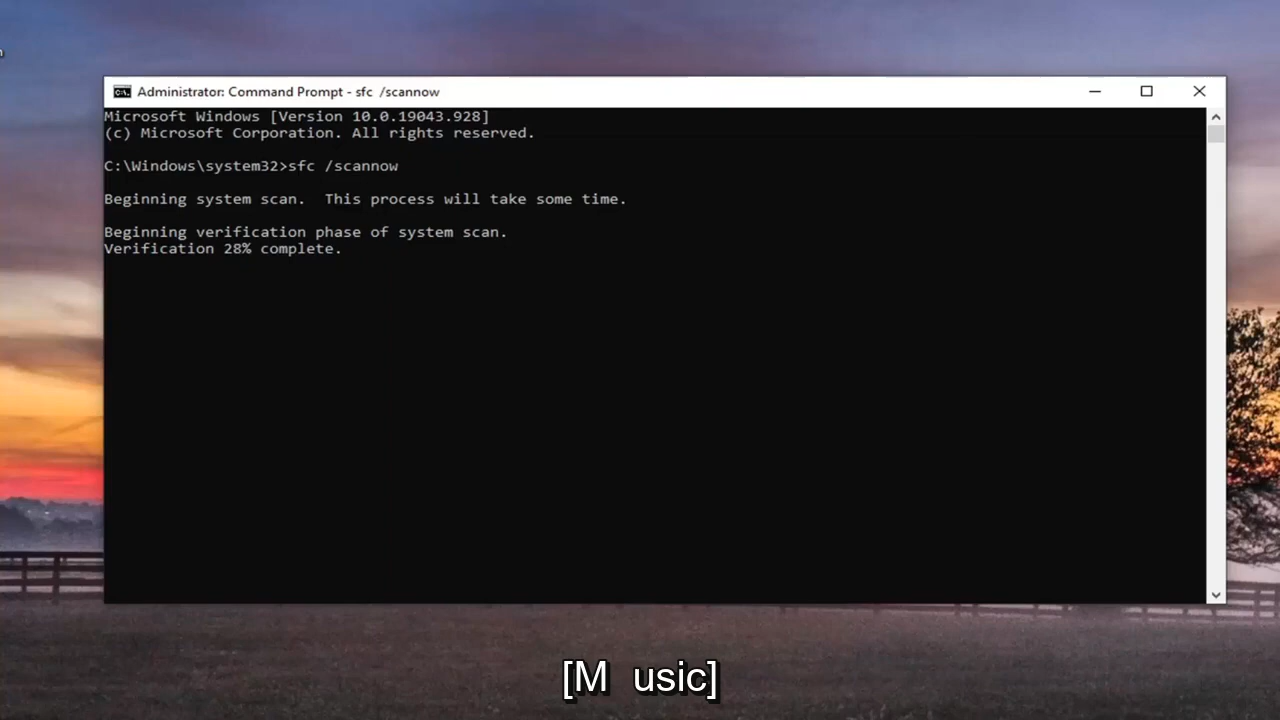 Administrator: Command Prompt - sfc  /scannow
Microsoft Windows [Version 10.0.19043.928]
(c) Microsoft Corporation. All rights reserved.
C:\Windows\system32>sfc /scannow
Beginning system scan.  This process will take some time.
Beginning verification phase of system scan.
Verification 28% complete.
[M  usic]